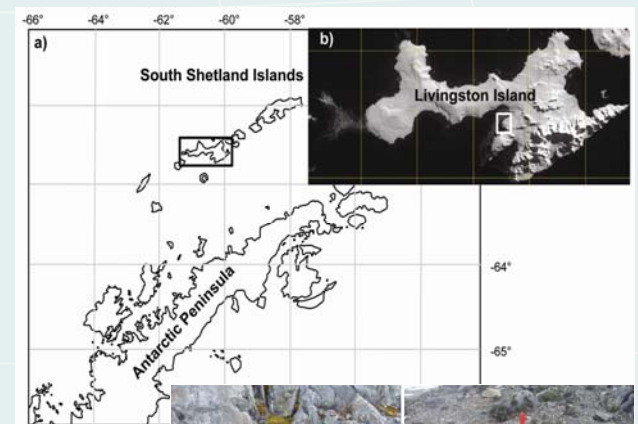 -66° -64° -62° -60° -58°
a)
b)
South Shetland Islands
Livingston Island
-64°
Antarctic Peninsula
-65°